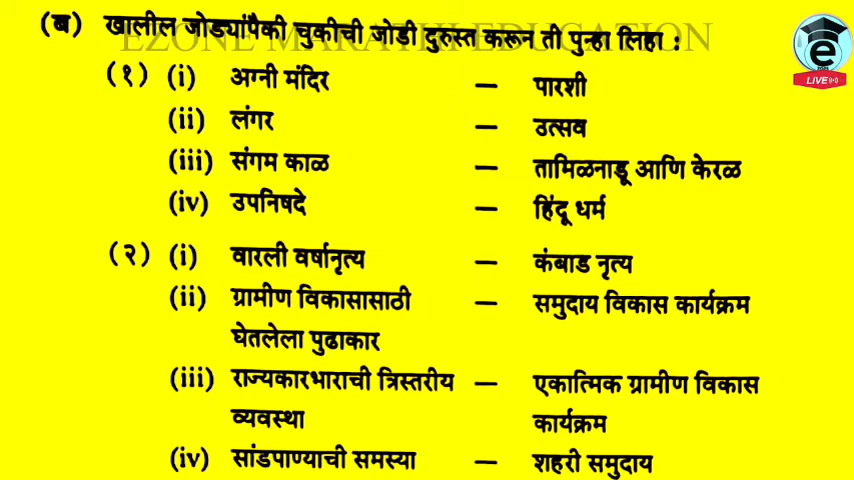 EZONE MARATHI EDUCATION
(ब) खालील जोड्यांपैकी चुकीची जोडी दुरुस्त करून ती पुन्हा लिहा :
(१) (i) अग्नी मंदिर – पारशी
(ii) लंगर – उत्सव
(iii) संगम काळ – तामिळनाडू आणि केरळ
(iv) उपनिषदे – हिंदू धर्म
(२) (i) वारली वर्षानृत्य – कंबाड नृत्य
(ii) ग्रामीण विकासासाठी – समुदाय विकास कार्यक्रम
घेतलेला पुढाकार
(iii) राज्यकारभाराची त्रिस्तरीय – एकात्मिक ग्रामीण विकास
व्यवस्था कार्यक्रम
(iv) सांडपाण्याची समस्या – शहरी समुदाय
e
LIVE